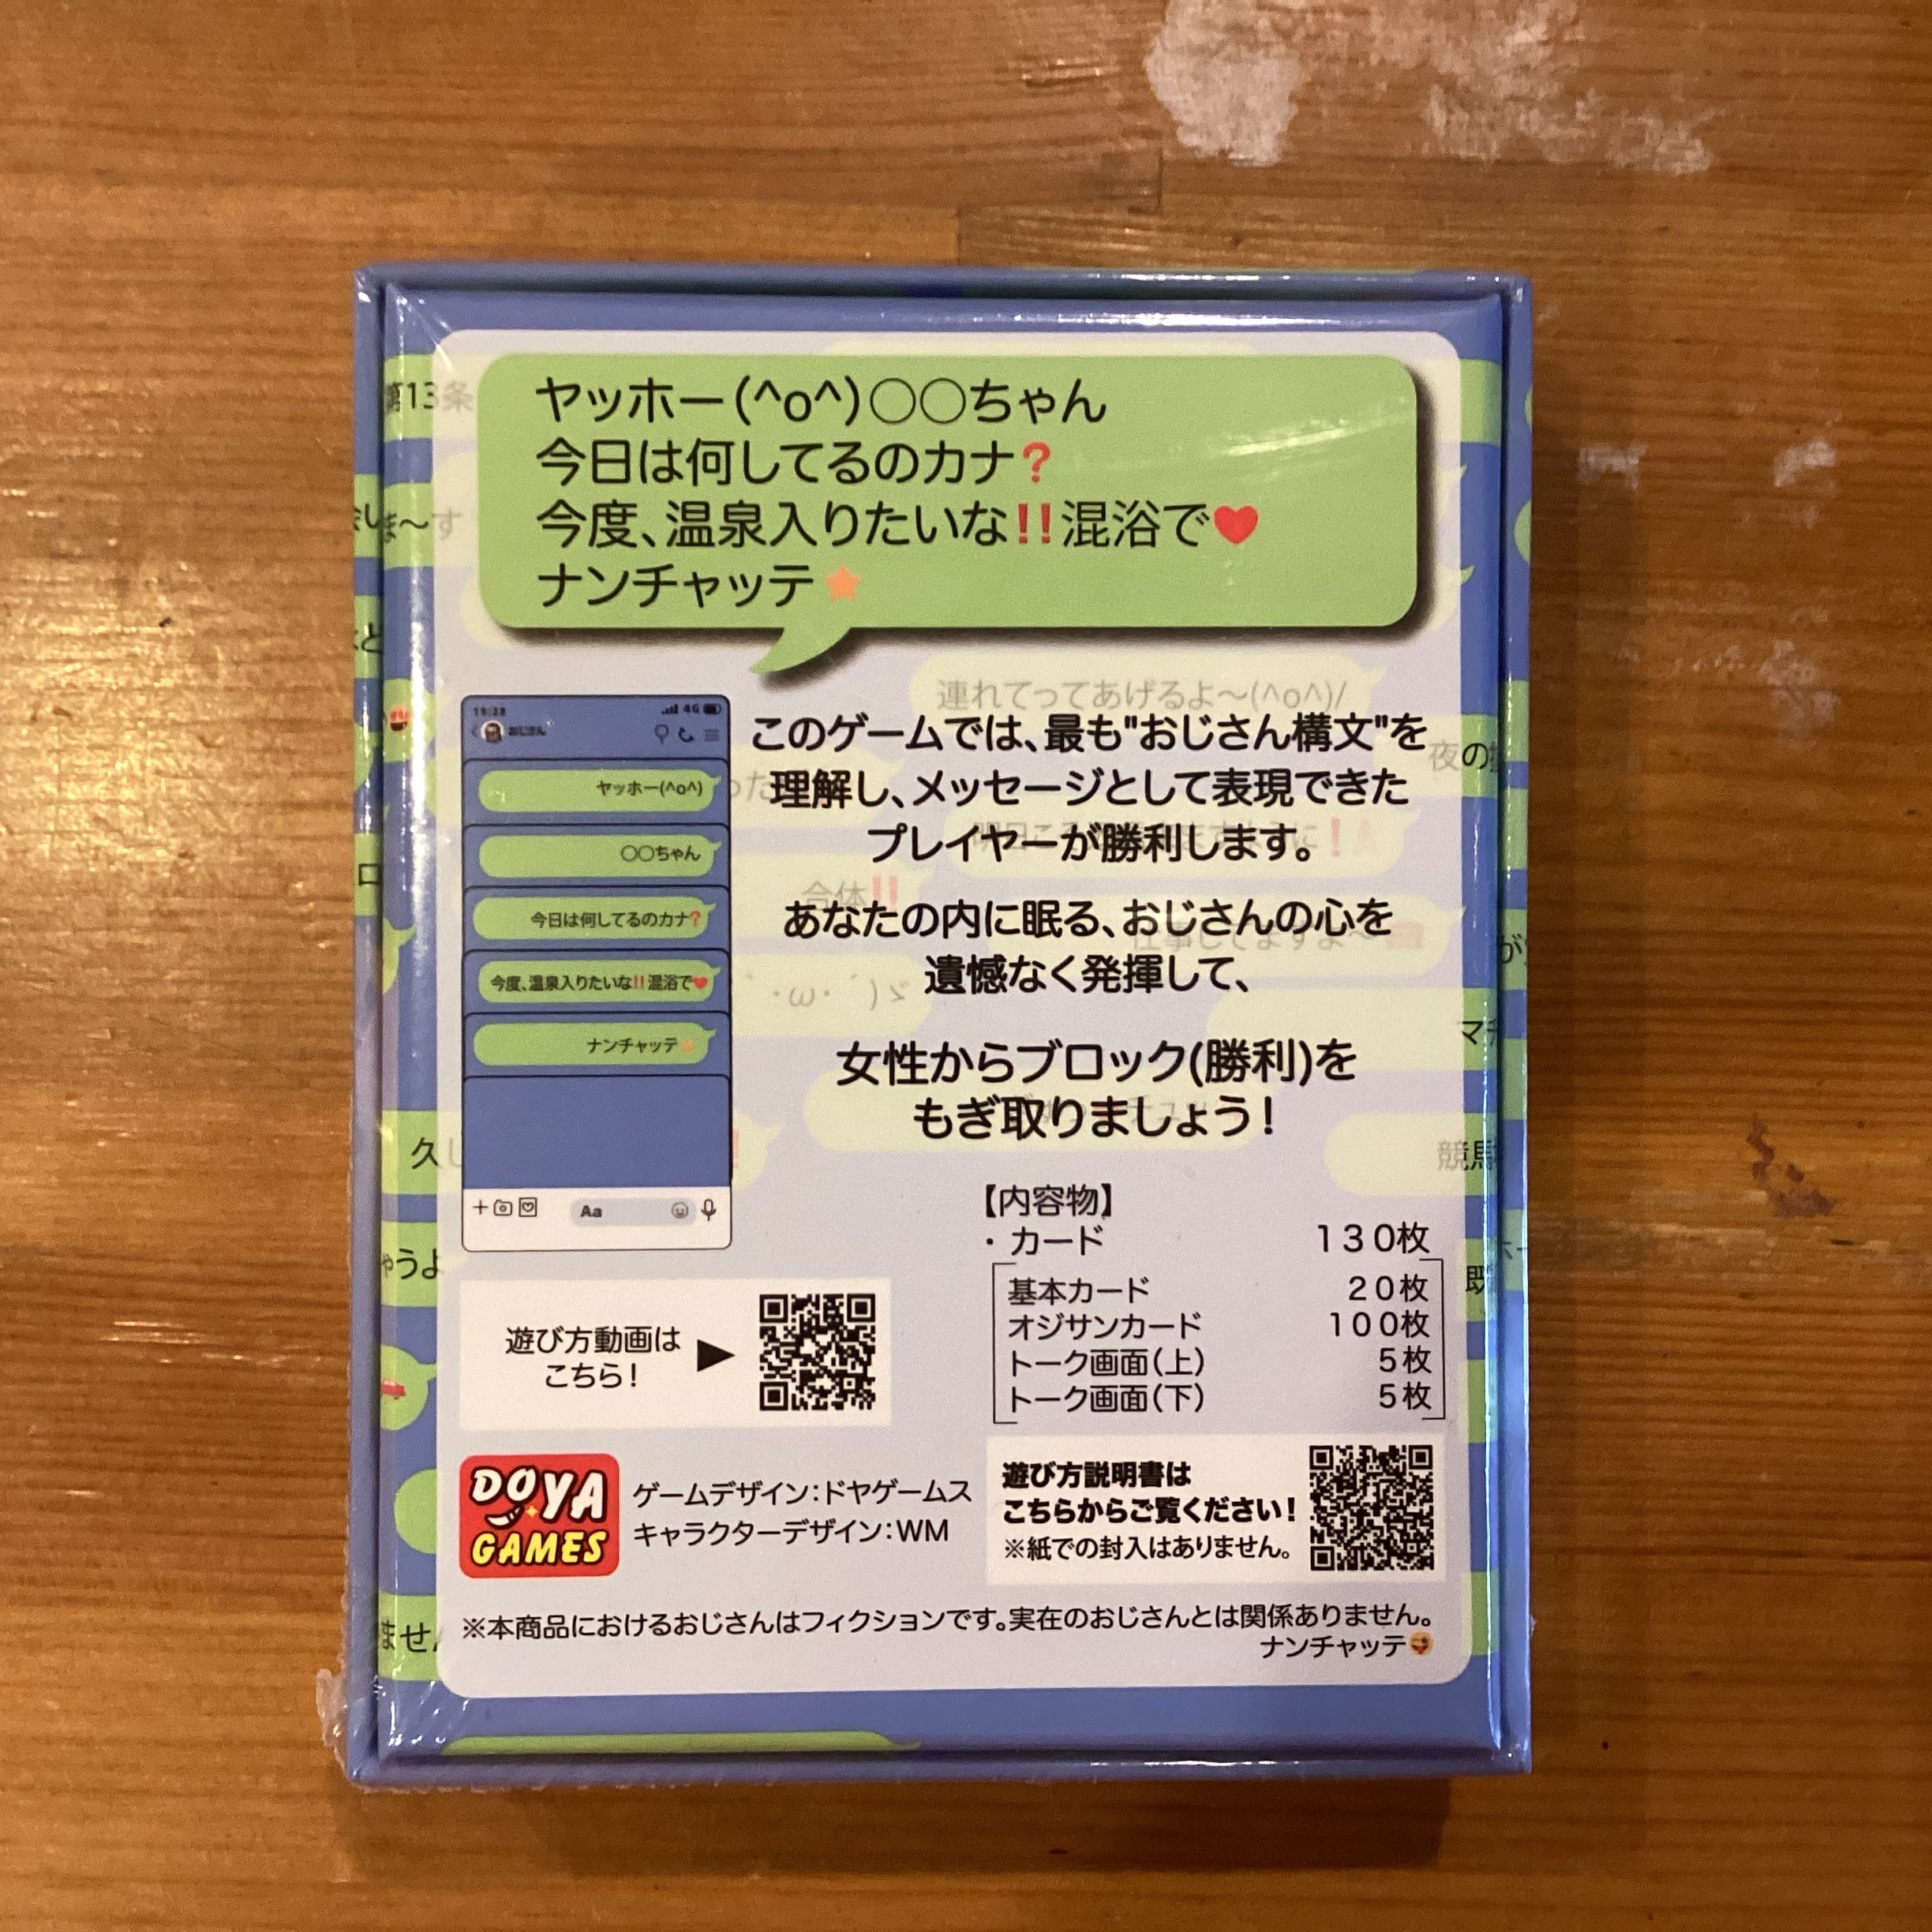 ヤッホー(^o^)○○ちゃん
今日は何してるのカナ❓
今度、温泉入りたいな‼混浴で❤
ナンチャッテ⭐
連れてってあげるよ〜(^o^)/
おじさん
4G
ヤッホー(^o^)
○○ちゃん
今日は何してるのカナ❓
今度、温泉入りたいな‼混浴で❤
ナンチャッテ⭐
Aa
このゲームでは、最も"おじさん構文"を
理解し、メッセージとして表現できた
プレイヤーが勝利します。
あなたの内に眠る、おじさんの心を
遺憾なく発揮して、
女性からブロック(勝利)を
もぎ取りましょう!
合体‼
第13条
【内容物】
・カード 130枚
基本カード 20枚
オジサンカード 100枚
トーク画面(上) 5枚
トーク画面(下) 5枚
遊び方動画は
こちら!
DOYA
GAMES
ゲームデザイン:ドヤゲームス
キャラクターデザイン:WM
遊び方説明書は
こちらからご覧ください!
※紙での封入はありません。
※本商品におけるおじさんはフィクションです。実在のおじさんとは関係ありません。
ナンチャッテ😜